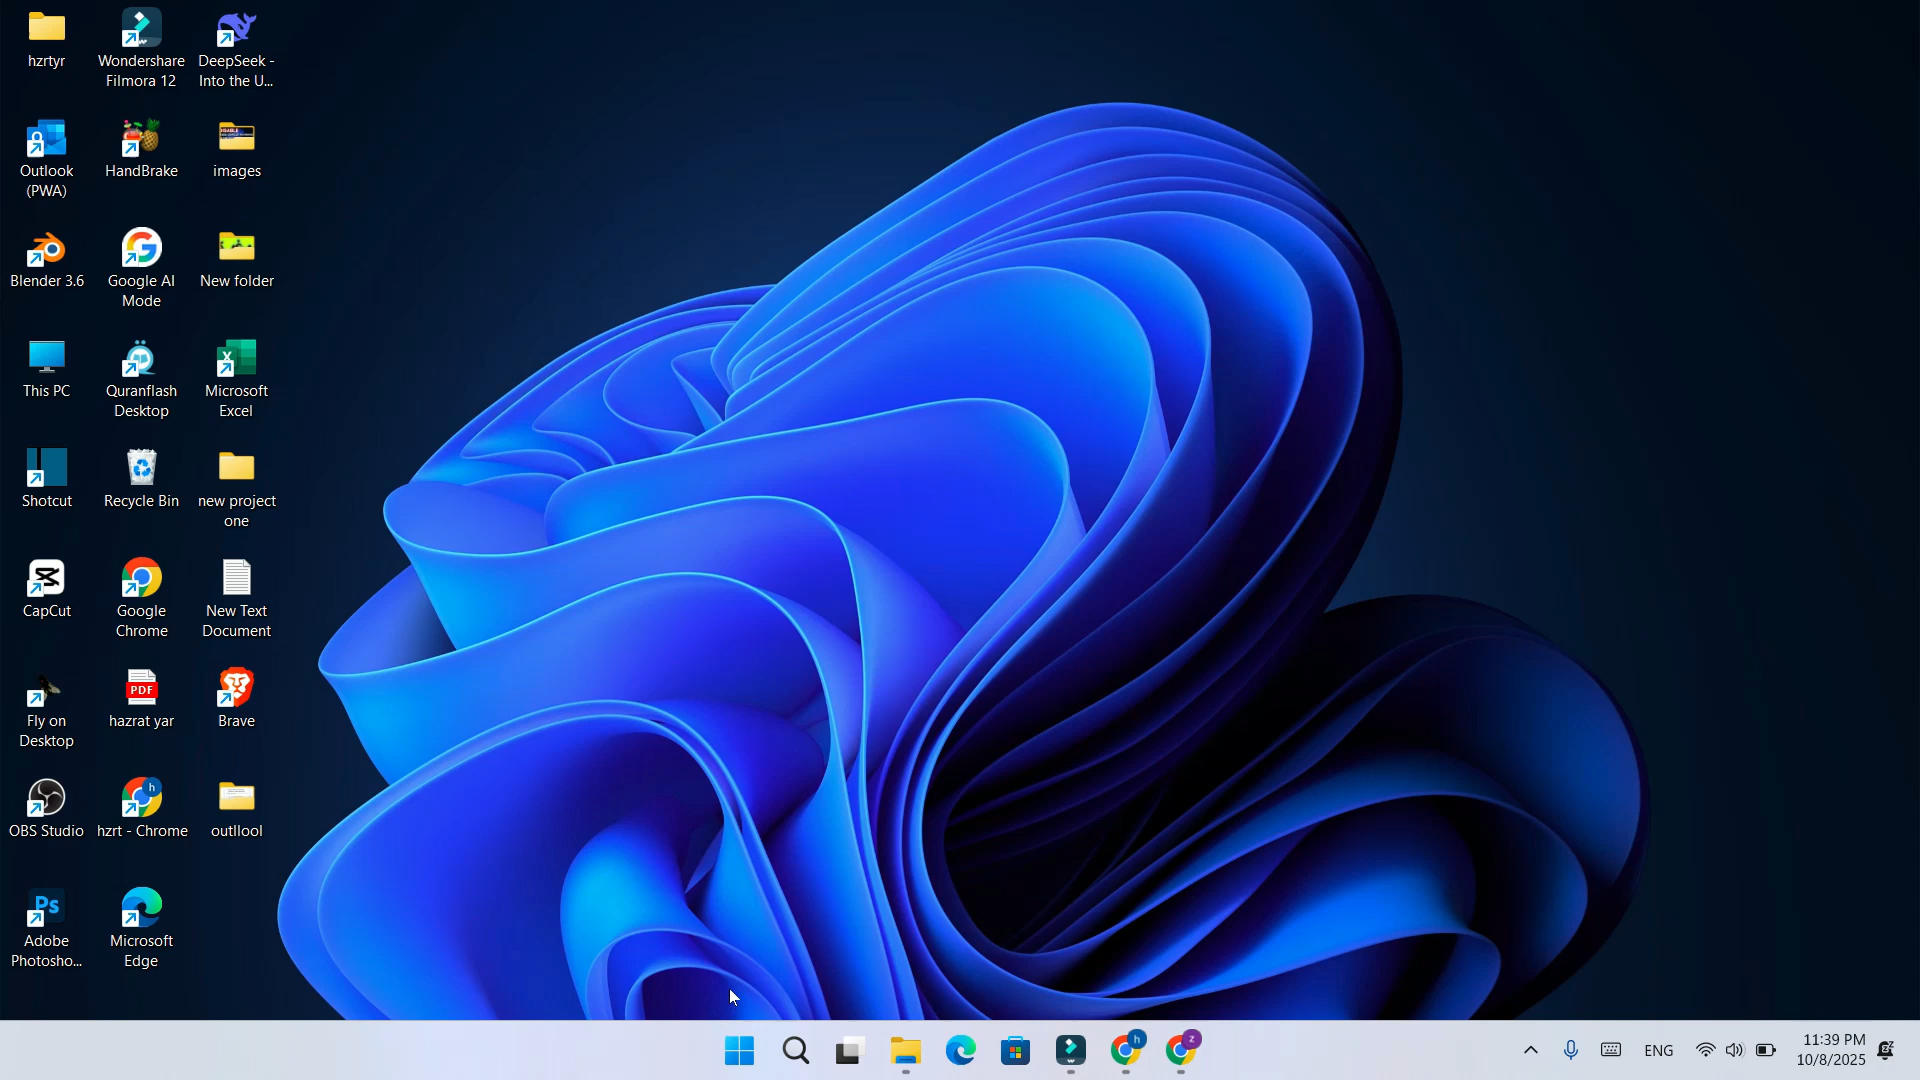 hzrtyr
Wondershare
Filmora 12
DeepSeek -
Into the U...
Outlook
(PWA)
HandBrake
images
Blender 3.6
Google AI
Mode
New folder
This PC
Quranflash
Desktop
Microsoft
Excel
Shotcut
Recycle Bin
new project
one
CapCut
Google
Chrome
New Text
Document
Fly on
Desktop
PDF
hazrat yar
Brave
OBS Studio
h
hzrt - Chrome
outllool
Ps
Adobe
Photosho...
Microsoft
Edge
h
z
ENG
11:39 PM
10/8/2025